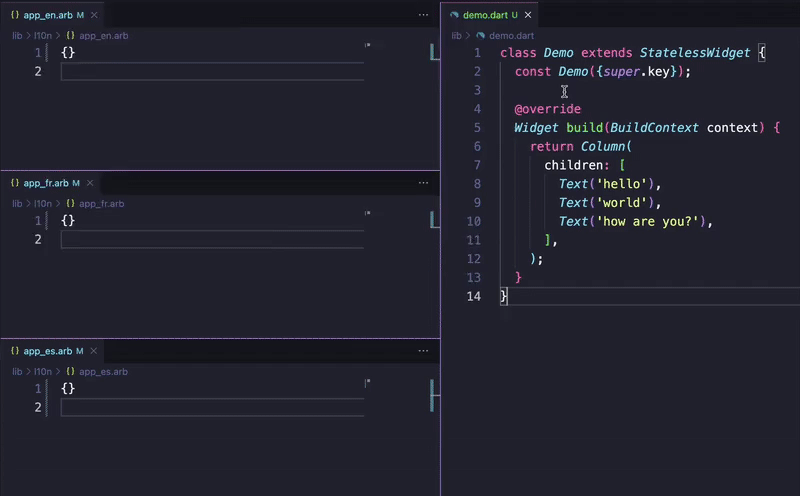 {} app_en.arb M ×
lib > l10n > {} app_en.arb
1 {}
2
{} app_fr.arb M ×
lib > l10n > {} app_fr.arb
1 {}
2
{} app_es.arb M ×
lib > l10n > {} app_es.arb
1 {}
2
demo.dart U ×
lib > demo.dart
1 class Demo extends StatelessWidget {
2 const Demo({super.key});
3
4 @override
5 Widget build(BuildContext context) {
6 return Column(
7 children: [
8 Text('hello'),
9 Text('world'),
10 Text('how are you?'),
11 ],
12 );
13 }
14 }